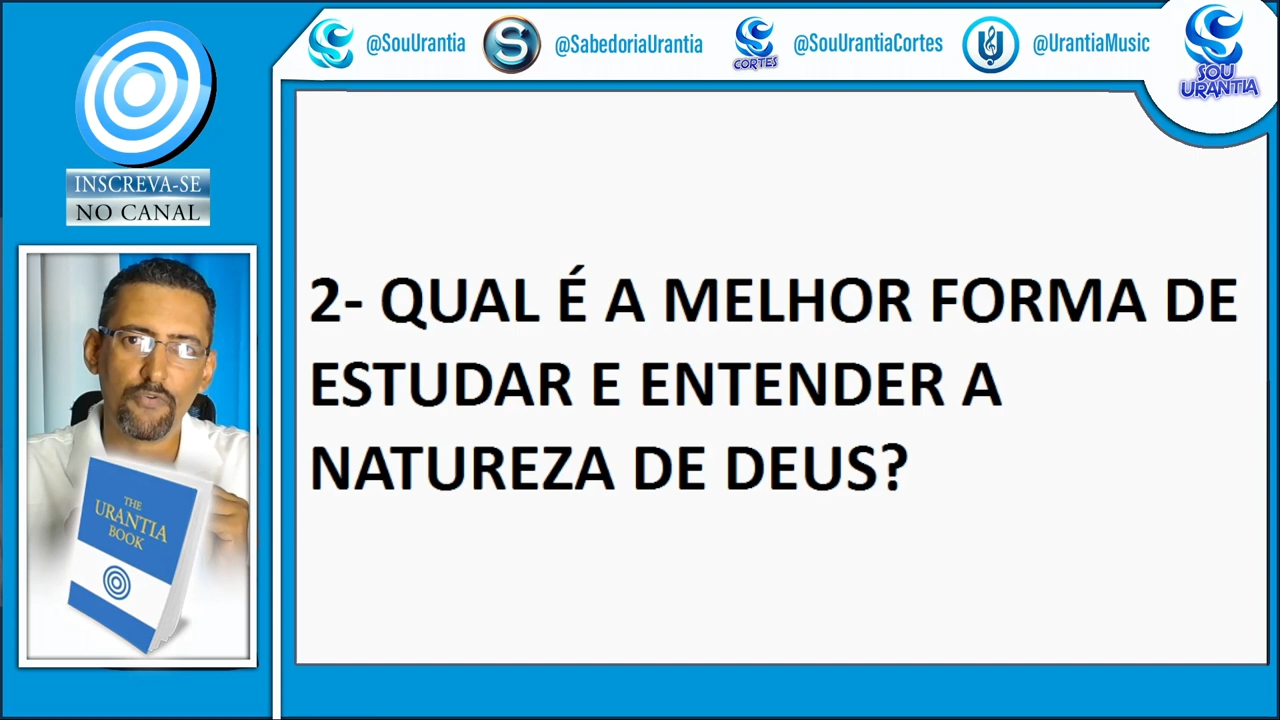 @SouUrantia
@SabedoriaUrantia
CORTES
@SouUrantiaCortes
@UrantiaMusic
SOU
URANTIA
INSCREVA-SE
NO CANAL
2- QUAL É A MELHOR FORMA DE
ESTUDAR E ENTENDER A
NATUREZA DE DEUS?
THE
URANTIA
BOOK